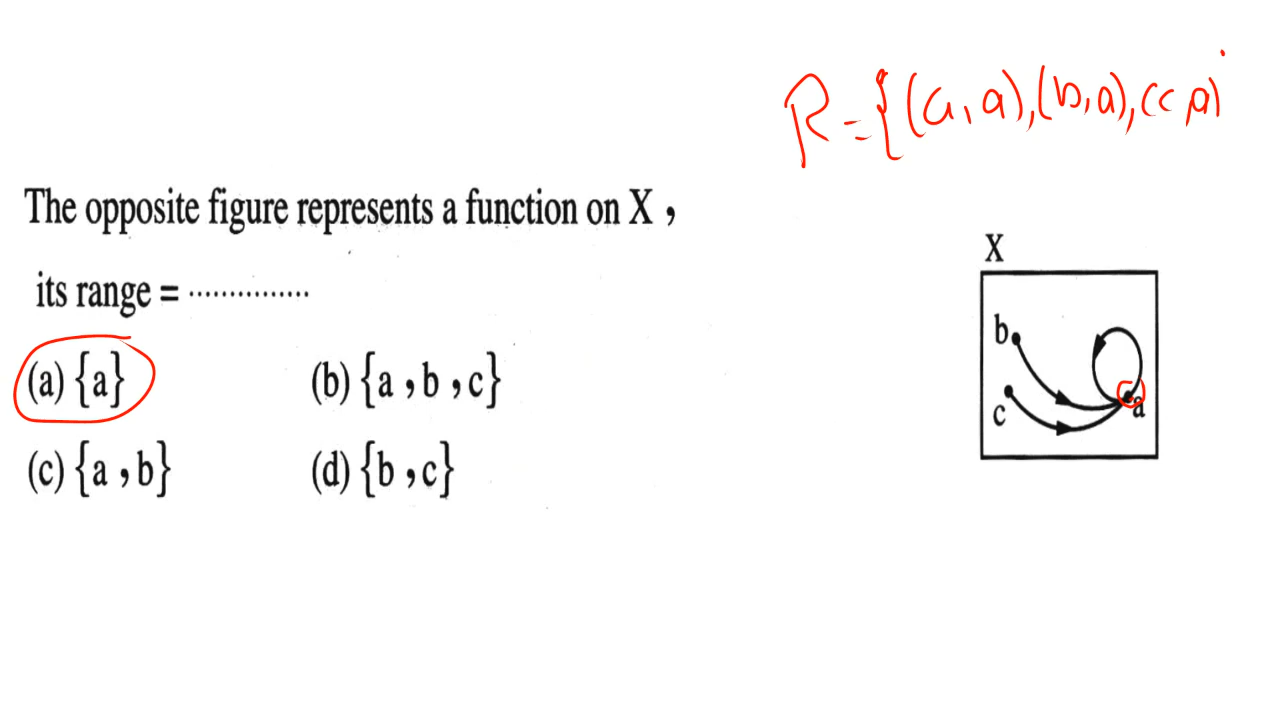 R={(a,a),(b,a),(c,a)
The opposite figure represents a function on X ,
its range = ...............
(a) {a} (b) {a , b , c}
(c) {a , b} (d) {b , c}
X
b
c
a